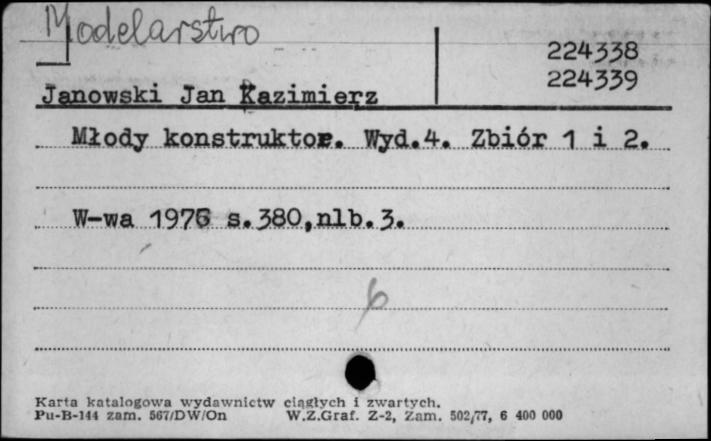 Modelarstwo
224338
224339
Janowski Jan Kazimierz
Młody konstruktor. Wyd.4. Zbiór 1 i 2.
W-wa 1976 s.380,nlb.3.
6
Karta katalogowa wydawnictw ciągłych i zwartych.
Pu-B-144 zam. 567/DW/On W.Z.Graf. Z-2, Zam. 502/77, 6 400 000